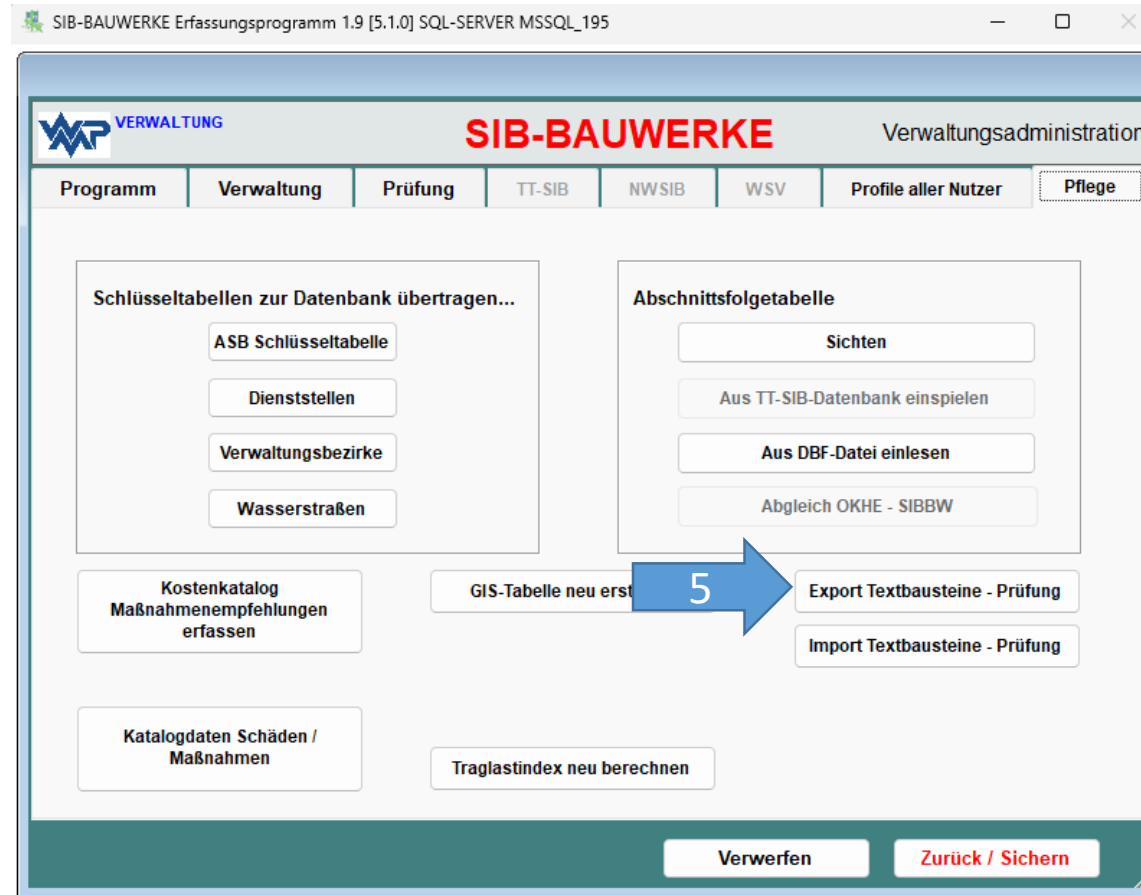 SIB-BAUWERKE Erfassungsprogramm 1.9 [5.1.0] SQL-SERVER MSSQL_195
WMP VERWALTUNG
SIB-BAUWERKE
Verwaltungsadministration
Programm
Verwaltung
Prüfung
TT-SIB
NWSIB
WSV
Profile aller Nutzer
Pflege
Schlüsseltabellen zur Datenbank übertragen...
ASB Schlüsseltabelle
Dienststellen
Verwaltungsbezirke
Wasserstraßen
Abschnittsfolgetabelle
Sichten
Aus TT-SIB-Datenbank einspielen
Aus DBF-Datei einlesen
Abgleich OKHE - SIBBW
Kostenkatalog
Maßnahmenempfehlungen
erfassen
GIS-Tabelle neu erst
5
Export Textbausteine - Prüfung
Import Textbausteine - Prüfung
Katalogdaten Schäden /
Maßnahmen
Traglastindex neu berechnen
Verwerfen
Zurück / Sichern